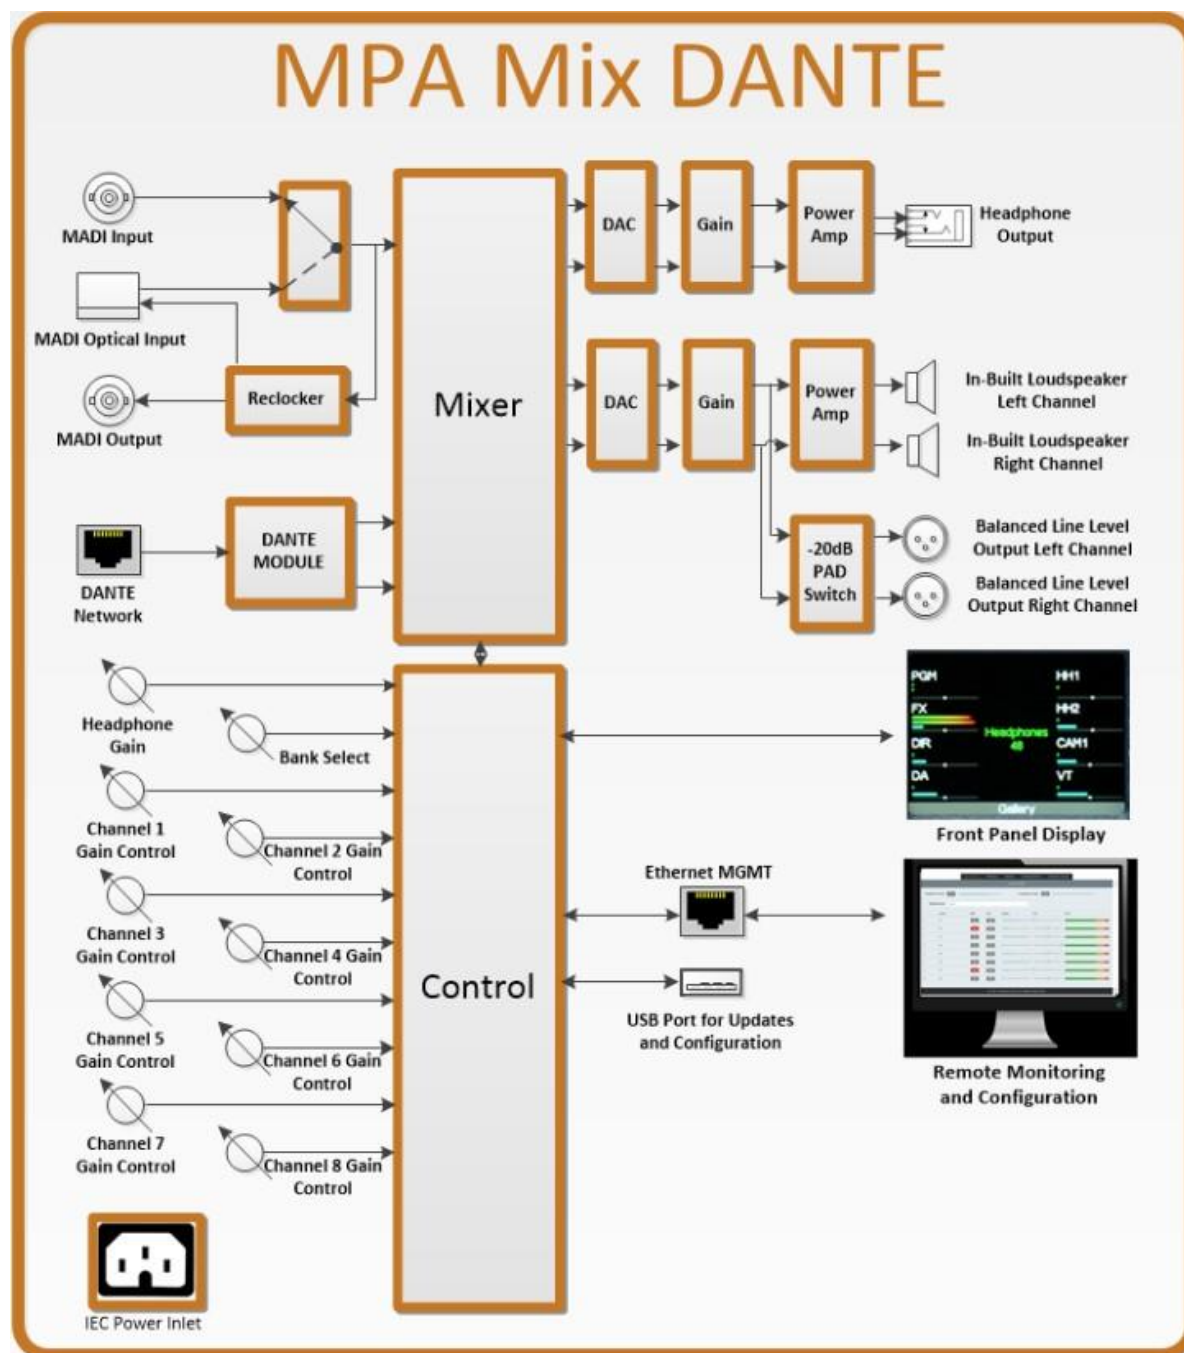 MPA Mix DANTE
MADI Input
MADI Optical Input
MADI Output
Reclocker
DANTE
MODULE
DANTE
Network
Mixer
DAC
Gain
Power
Amp
Headphone
Output
DAC
Gain
Power
Amp
In-Built Loudspeaker
Left Channel
In-Built Loudspeaker
Right Channel
-20dB
PAD
Switch
Balanced Line Level
Output Left Channel
Balanced Line Level
Output Right Channel
Headphone
Gain
Bank Select
Channel 1
Gain Control
Channel 2 Gain
Control
Channel 3
Gain Control
Channel 4 Gain
Control
Channel 5
Gain Control
Channel 6 Gain
Control
Channel 7
Gain Control
Channel 8 Gain
Control
Control
PGM
HH1
FX
HH2
Headphones
48
DIR
CAM1
DA
VT
Gallery
Front Panel Display
Ethernet MGMT
USB Port for Updates
and Configuration
Remote Monitoring
and Configuration
IEC Power Inlet